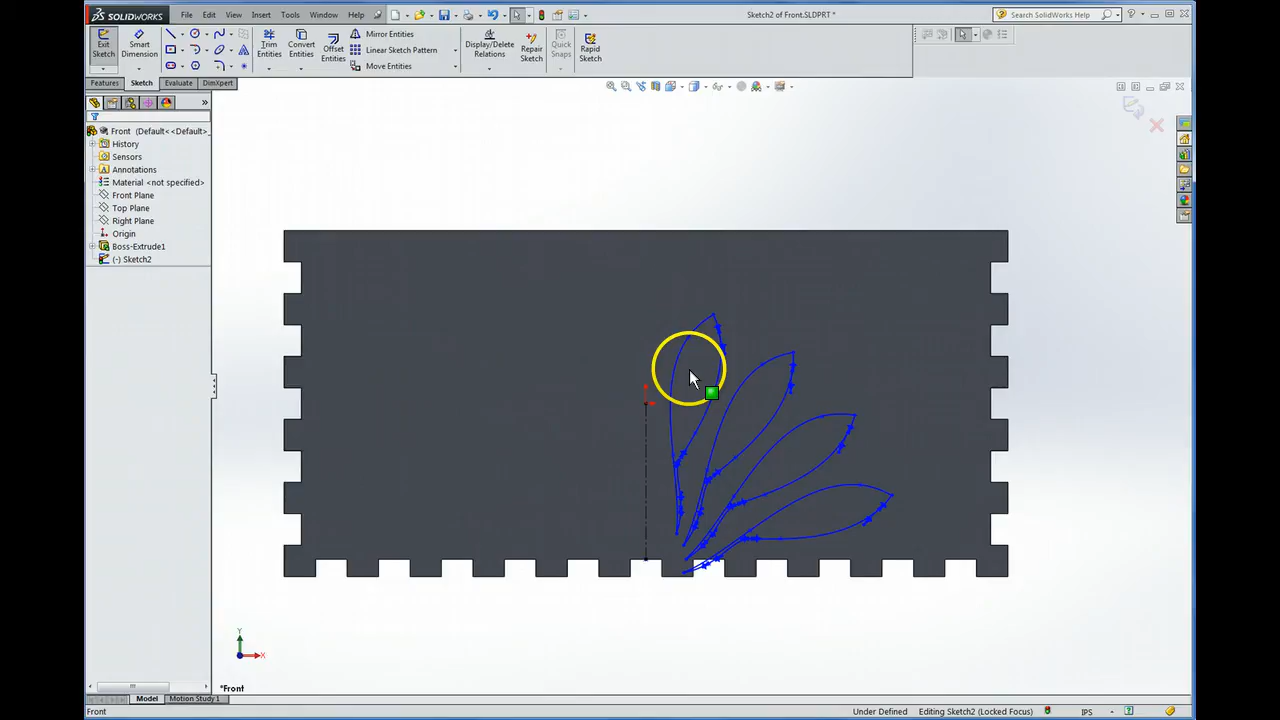 SOLIDWORKS File Edit View Insert Tools Window Help Sketch2 of Front.SLDPRT * Search SolidWorks Help
Exit Sketch
Smart Dimension
Trim Entities
Convert Entities
Offset Entities
Mirror Entities
Linear Sketch Pattern
Move Entities
Display/Delete Relations
Repair Sketch
Quick Snaps
Rapid Sketch
Features Sketch Evaluate DimXpert
Front (Default<<Default>_
History
Sensors
Annotations
Material <not specified>
Front Plane
Top Plane
Right Plane
Origin
Boss-Extrude1
(-) Sketch2
Y
X
*Front
Model Motion Study 1
Front Under Defined Editing Sketch2 (Locked Focus) IPS